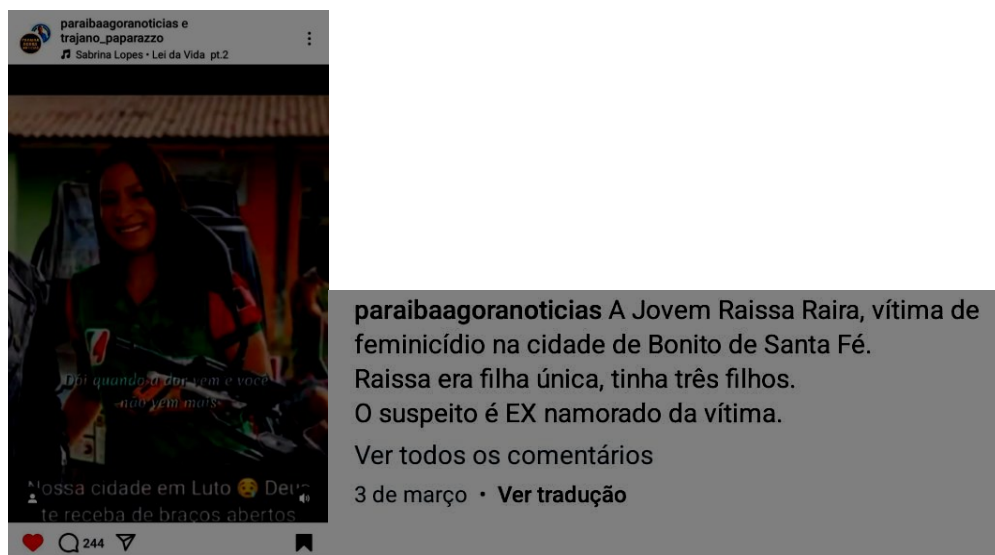 paraibaagoranoticias e
trajano_paparazzo
Sabrina Lopes • Lei da Vida pt.2
Dói quando a dor vem e você
não vem mais
Nossa cidade em Luto 😢 Deus
te receba de braços abertos
244
paraibaagoranoticias A Jovem Raissa Raira, vítima de
feminicídio na cidade de Bonito de Santa Fé.
Raissa era filha única, tinha três filhos.
O suspeito é EX namorado da vítima.
Ver todos os comentários
3 de março • Ver tradução